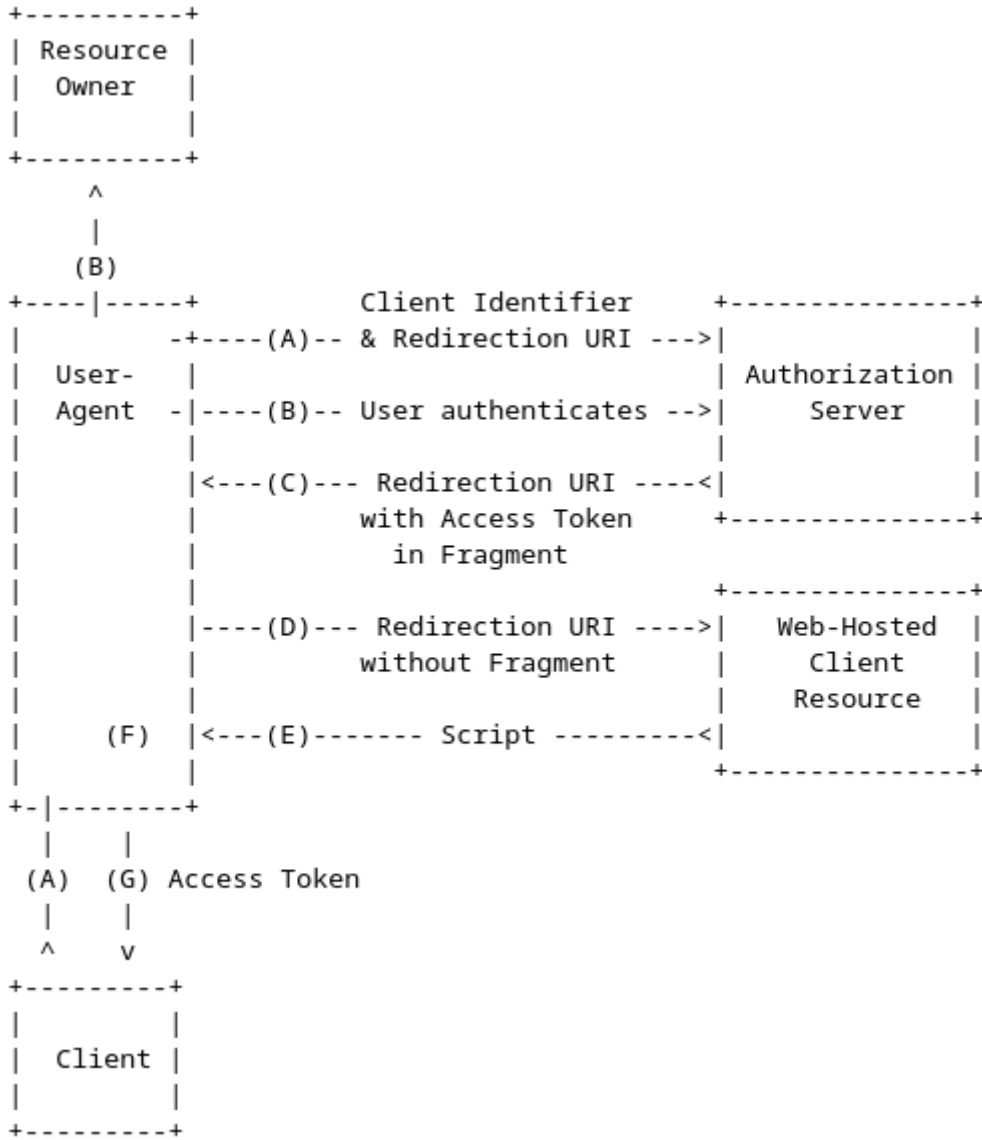 +----------+
| Resource |
|  Owner   |
|          |
+----------+
     ^
     |
    (B)
+----|-----+          Client Identifier     +---------------+
|         -+----(A)-- & Redirection URI --->|               |
|  User-   |                                | Authorization |
|  Agent  -|----(B)-- User authenticates -->|     Server    |
|          |                                |               |
|          |<---(C)--- Redirection URI ----<|               |
|          |          with Access Token     +---------------+
|          |            in Fragment
|          |                                +---------------+
|          |----(D)--- Redirection URI ---->|   Web-Hosted  |
|          |          without Fragment      |     Client    |
|          |                                |    Resource   |
|     (F)  |<---(E)------- Script ---------<|               |
|          |                                +---------------+
+-|--------+
  |    |
 (A)  (G) Access Token
  |    |
  ^    v
+---------+
|         |
|  Client |
|         |
+---------+